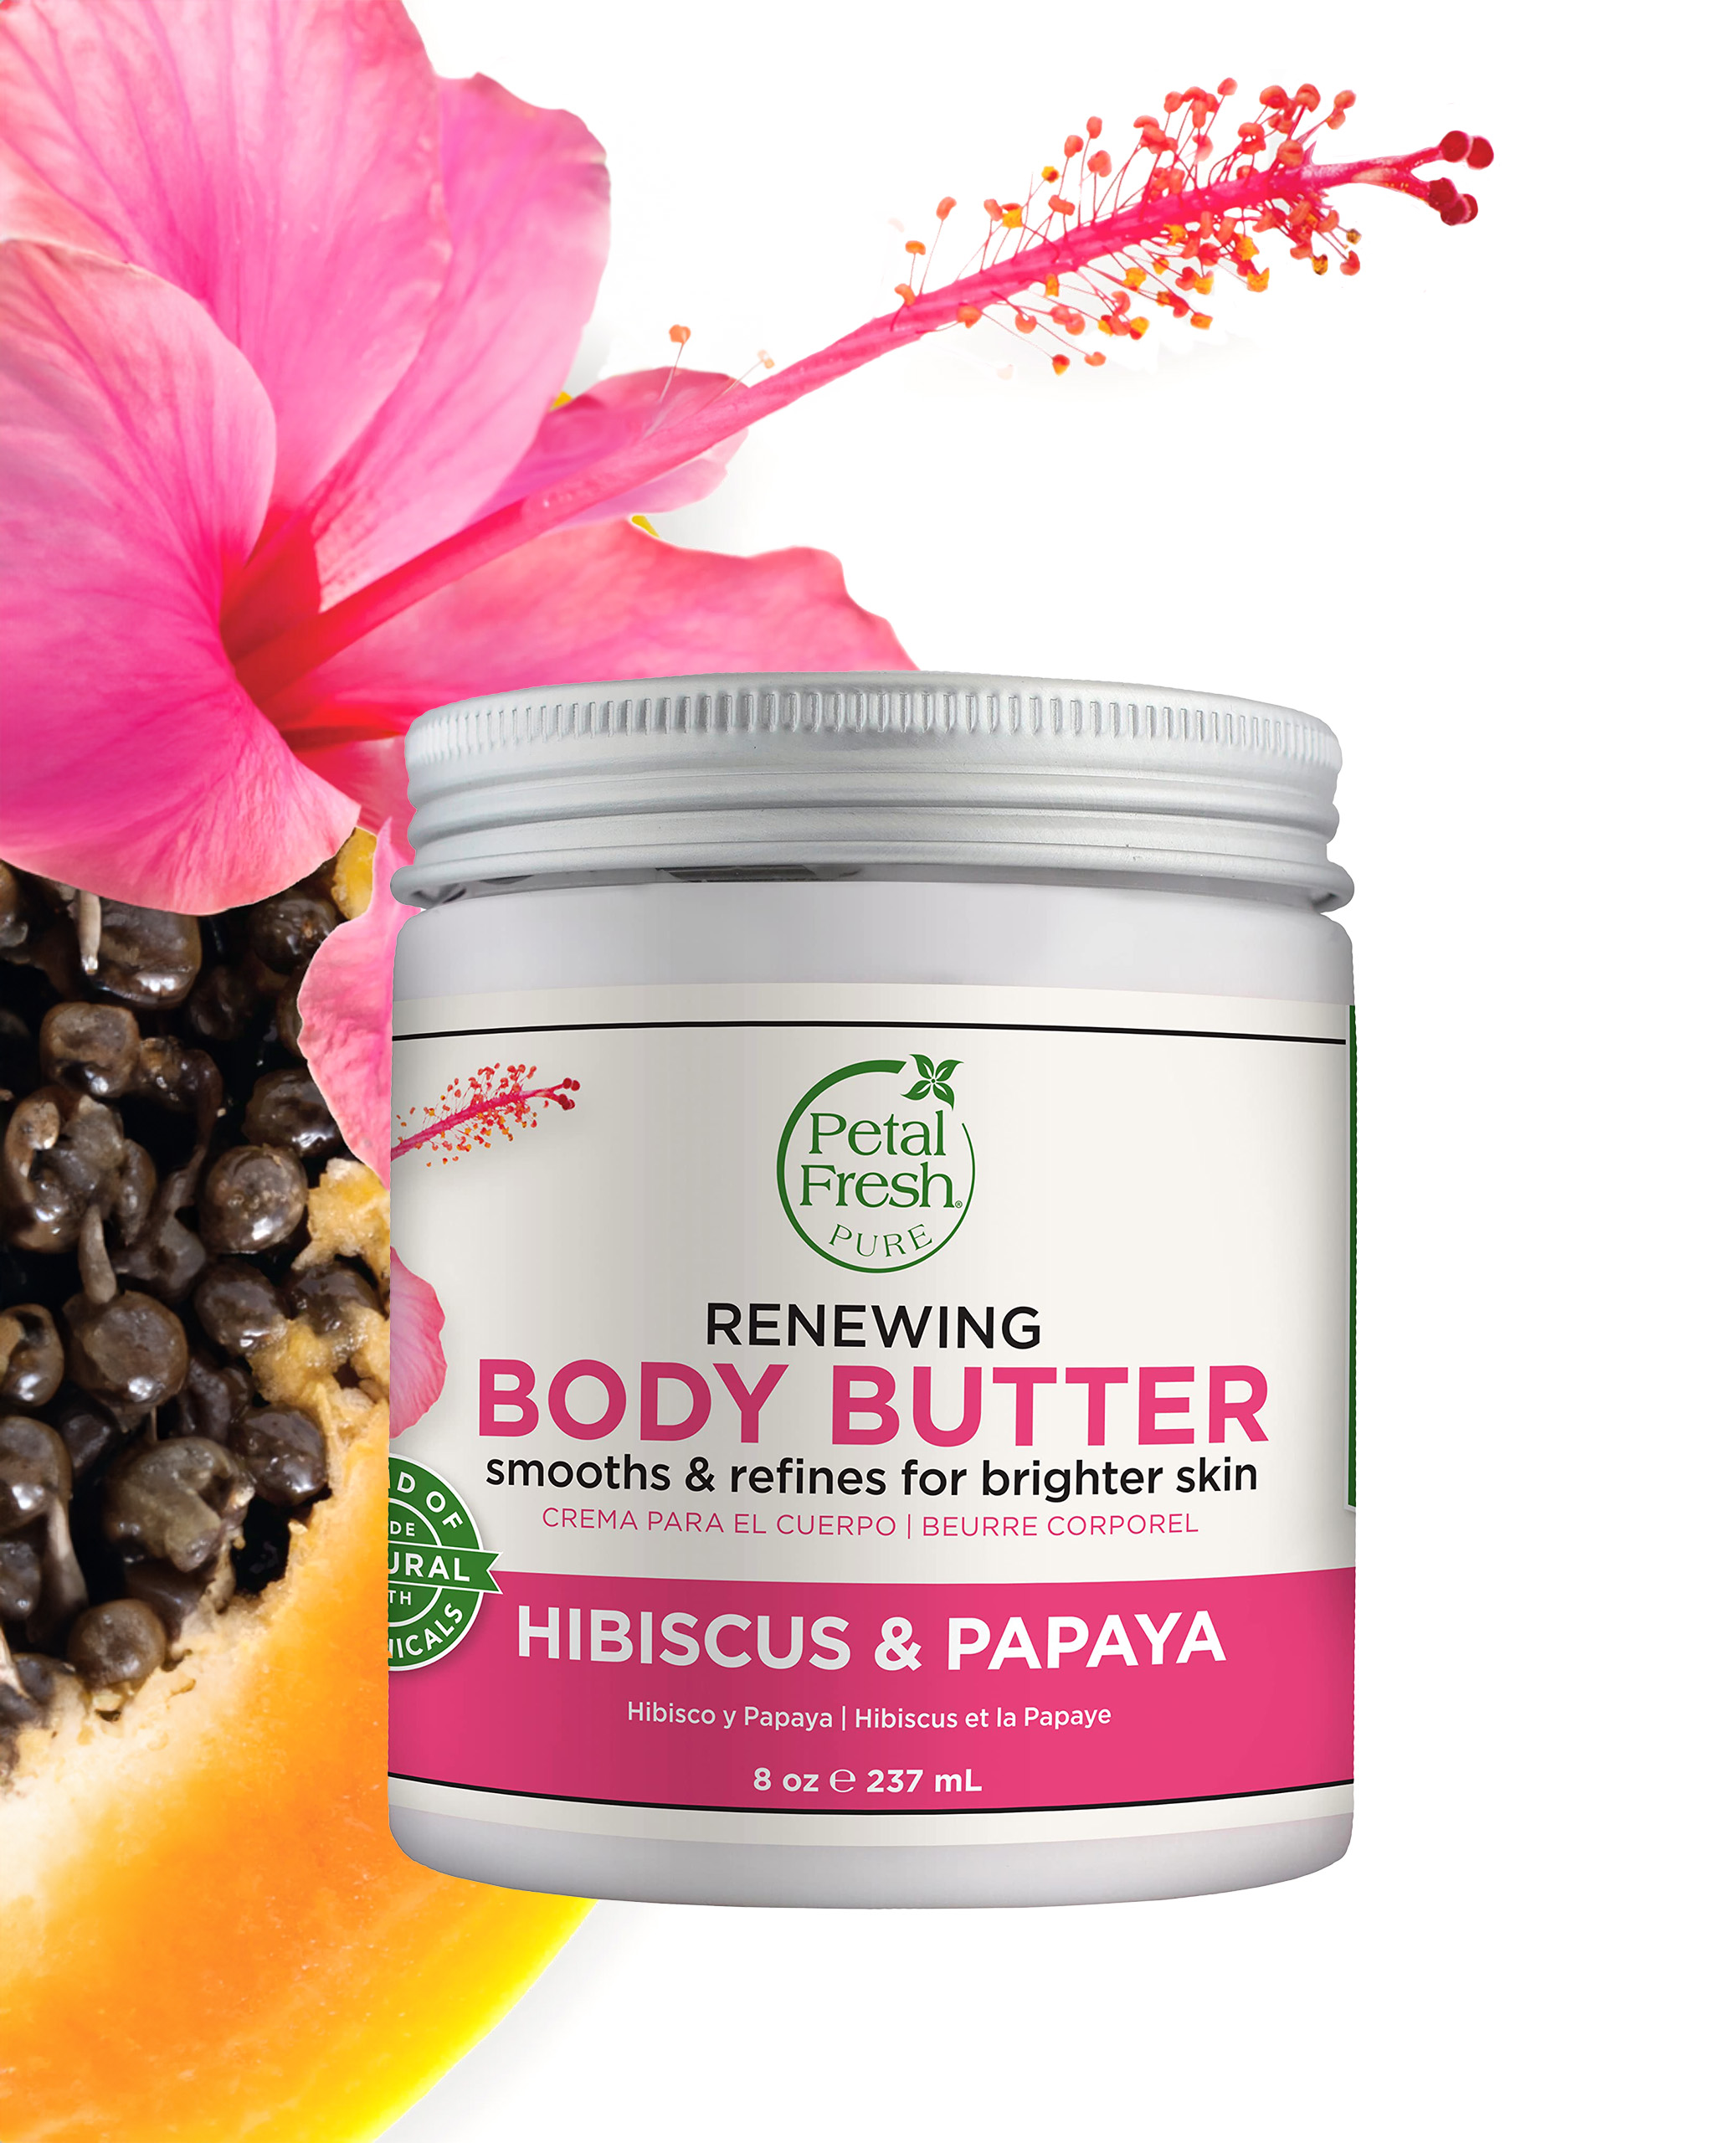 Petal
Fresh®
PURE
RENEWING
BODY BUTTER
smooths & refines for brighter skin
CREMA PARA EL CUERPO | BEURRE CORPOREL
OF
HIBISCUS & PAPAYA
Hibisco y Papaya | Hibiscus et la Papaye
8 oz ℮ 237 mL